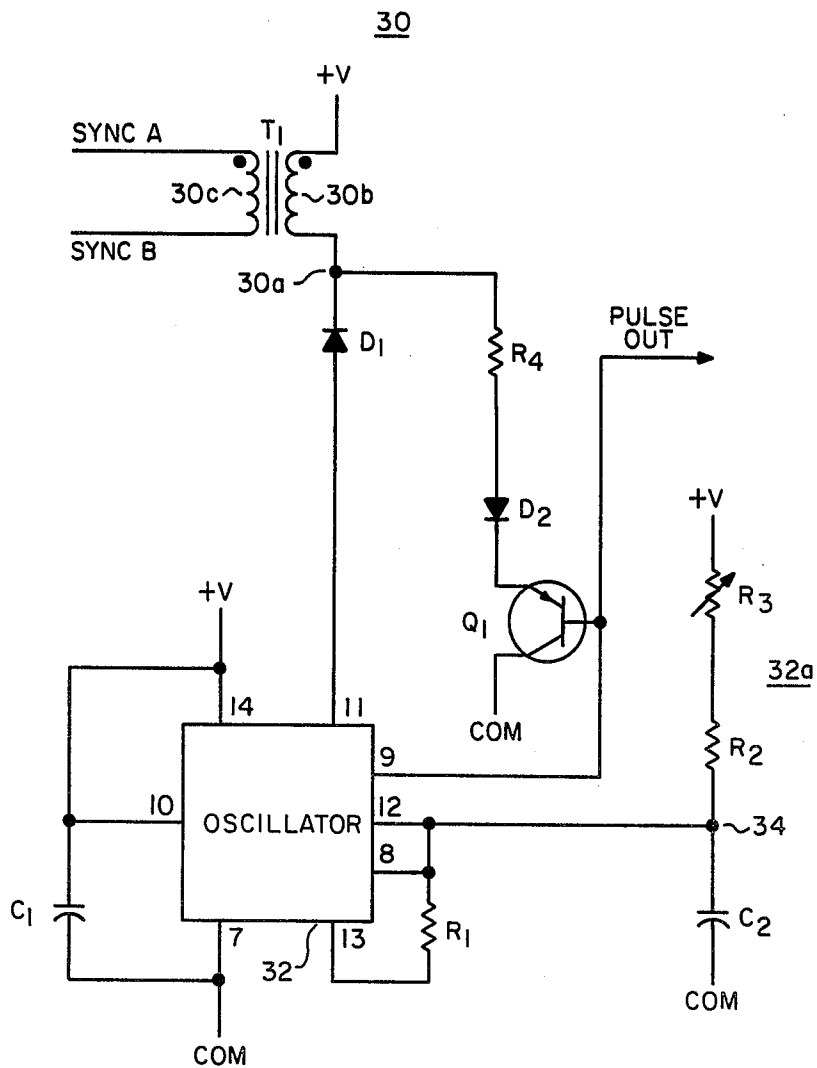 30
+V
SYNC A
T1
30c
30b
SYNC B
30a
D1
R4
PULSE
OUT
D2
+V
R3
+V
Q1
32a
14
11
COM
R2
9
10
OSCILLATOR
12
34
8
C1
7
13
R1
C2
32
COM
COM